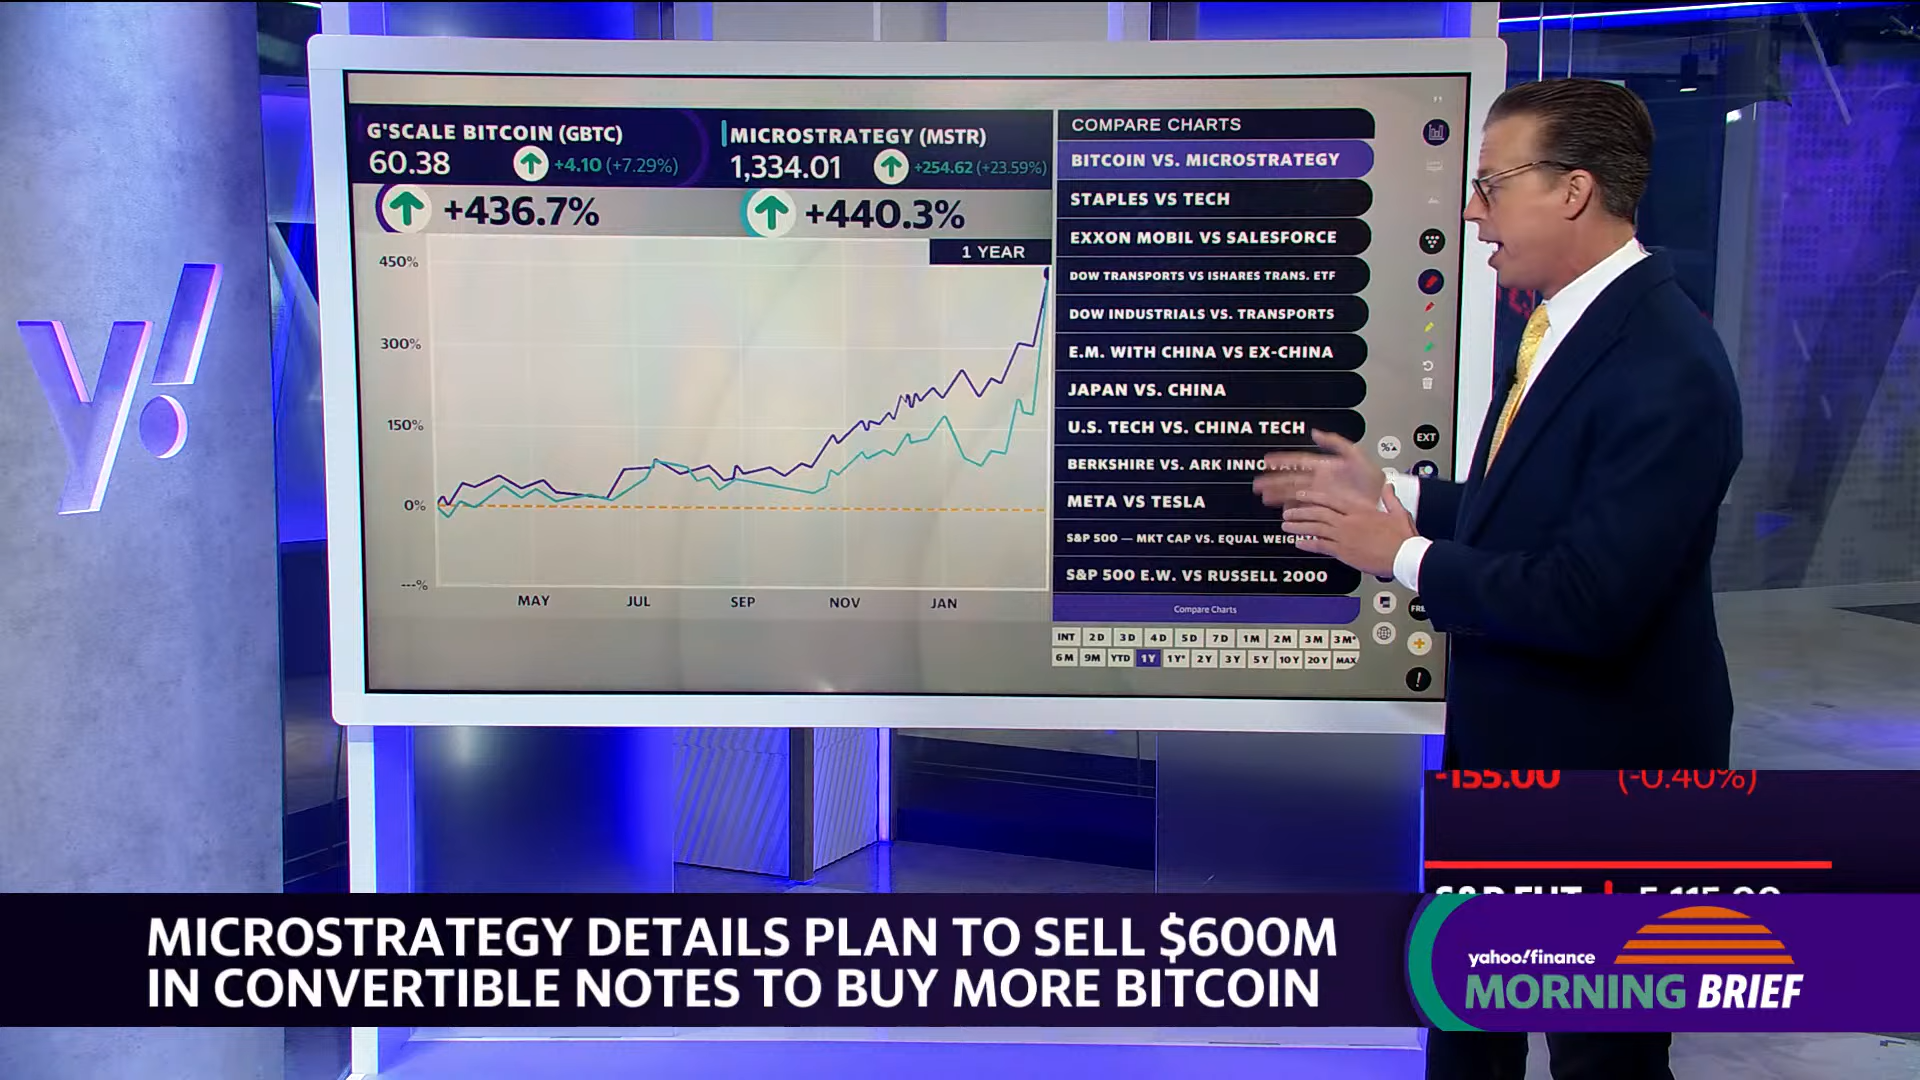 G'SCALE BITCOIN (GBTC)
60.38 +4.10 (+7.29%)
+436.7%
MICROSTRATEGY (MSTR)
1,334.01 +254.62 (+23.59%)
+440.3%
1 YEAR
450%
300%
150%
0%
---%
MAY JUL SEP NOV JAN
COMPARE CHARTS
BITCOIN VS. MICROSTRATEGY
STAPLES VS TECH
EXXON MOBIL VS SALESFORCE
DOW TRANSPORTS VS ISHARES TRANS. ETF
DOW INDUSTRIALS VS. TRANSPORTS
E.M. WITH CHINA VS EX-CHINA
JAPAN VS. CHINA
U.S. TECH VS. CHINA TECH
BERKSHIRE VS. ARK
META VS TESLA
S&P 500 — MKT CAP VS. EQUAL WEIGHT
S&P 500 E.W. VS RUSSELL 2000
Compare Charts
INT 2D 3D 4D 5D 7D 1M 2M 3M 3M*
6M 9M YTD 1Y 1Y* 2Y 3Y 5Y 10Y 20Y MAX
%
EXT
FRE
!
y!
-155.00 (-0.40%)
MICROSTRATEGY DETAILS PLAN TO SELL $600M
IN CONVERTIBLE NOTES TO BUY MORE BITCOIN
yahoo!finance
MORNING BRIEF